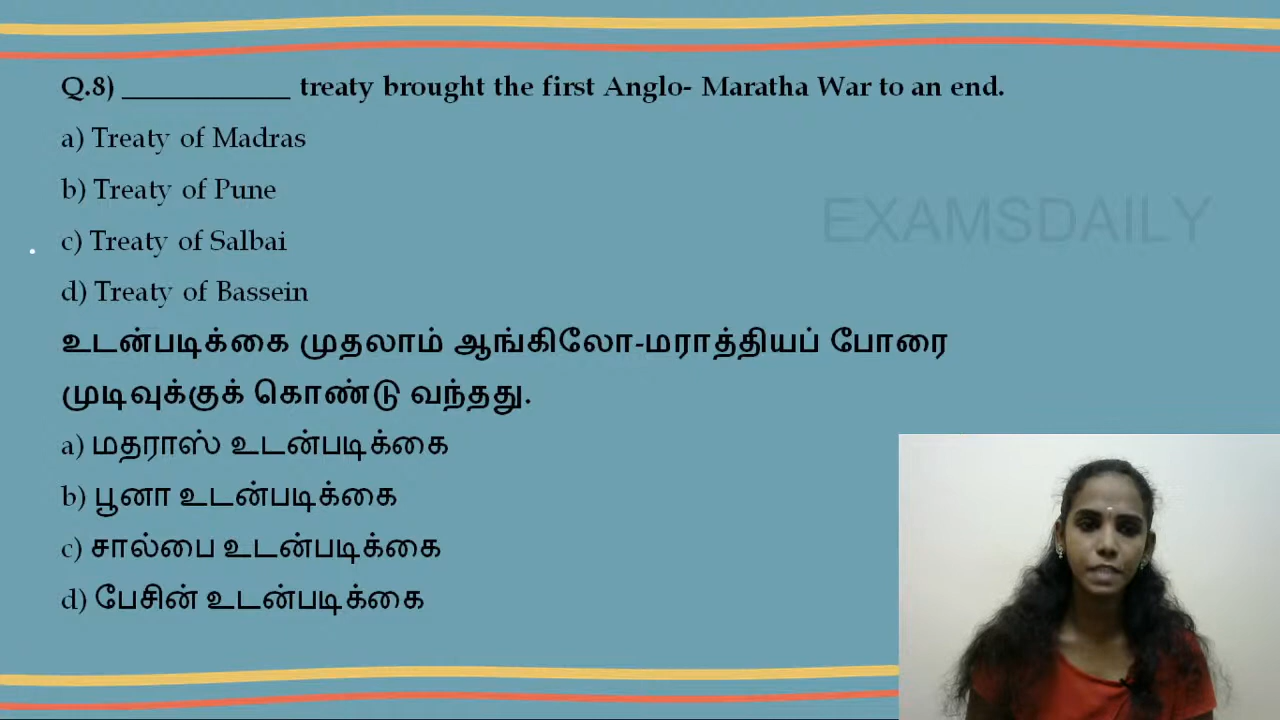 Q.8) ____________ treaty brought the first Anglo- Maratha War to an end.
a) Treaty of Madras
b) Treaty of Pune
EXAMSDAILY
c) Treaty of Salbai
d) Treaty of Bassein
உடன்படிக்கை முதலாம் ஆங்கிலோ-மராத்தியப் போரை
முடிவுக்குக் கொண்டு வந்தது.
a) மதராஸ் உடன்படிக்கை
b) பூனா உடன்படிக்கை
c) சால்பை உடன்படிக்கை
d) பேசின் உடன்படிக்கை